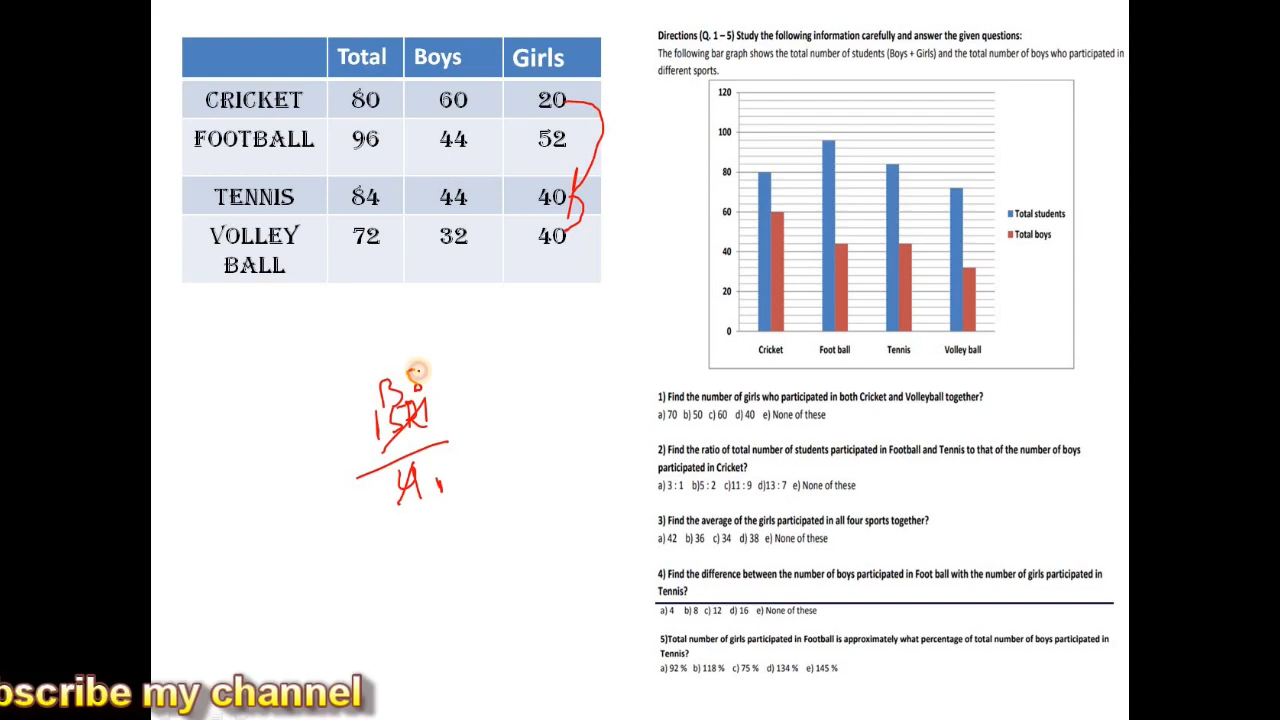 Total Boys Girls
CRICKET 80 60 20
FOOTBALL 96 44 52
TENNIS 84 44 40
VOLLEY 72 32 40
BALL
bscribe my channel
Directions (Q. 1 – 5) Study the following information carefully and answer the given questions:
The following bar graph shows the total number of students (Boys + Girls) and the total number of boys who participated in
different sports.
120
100
80
60
40
20
0
Cricket Foot ball Tennis Volley ball
Total students
Total boys
1) Find the number of girls who participated in both Cricket and Volleyball together?
a) 70 b) 50 c) 60 d) 40 e) None of these
2) Find the ratio of total number of students participated in Football and Tennis to that of the number of boys
participated in Cricket?
a) 3 : 1 b)5 : 2 c)11 : 9 d)13 : 7 e) None of these
3) Find the average of the girls participated in all four sports together?
a) 42 b) 36 c) 34 d) 38 e) None of these
4) Find the difference between the number of boys participated in Foot ball with the number of girls participated in
Tennis?
a) 4 b) 8 c) 12 d) 16 e) None of these
5)Total number of girls participated in Football is approximately what percentage of total number of boys participated in
Tennis?
a) 92 % b) 118 % c) 75 % d) 134 % e) 145 %